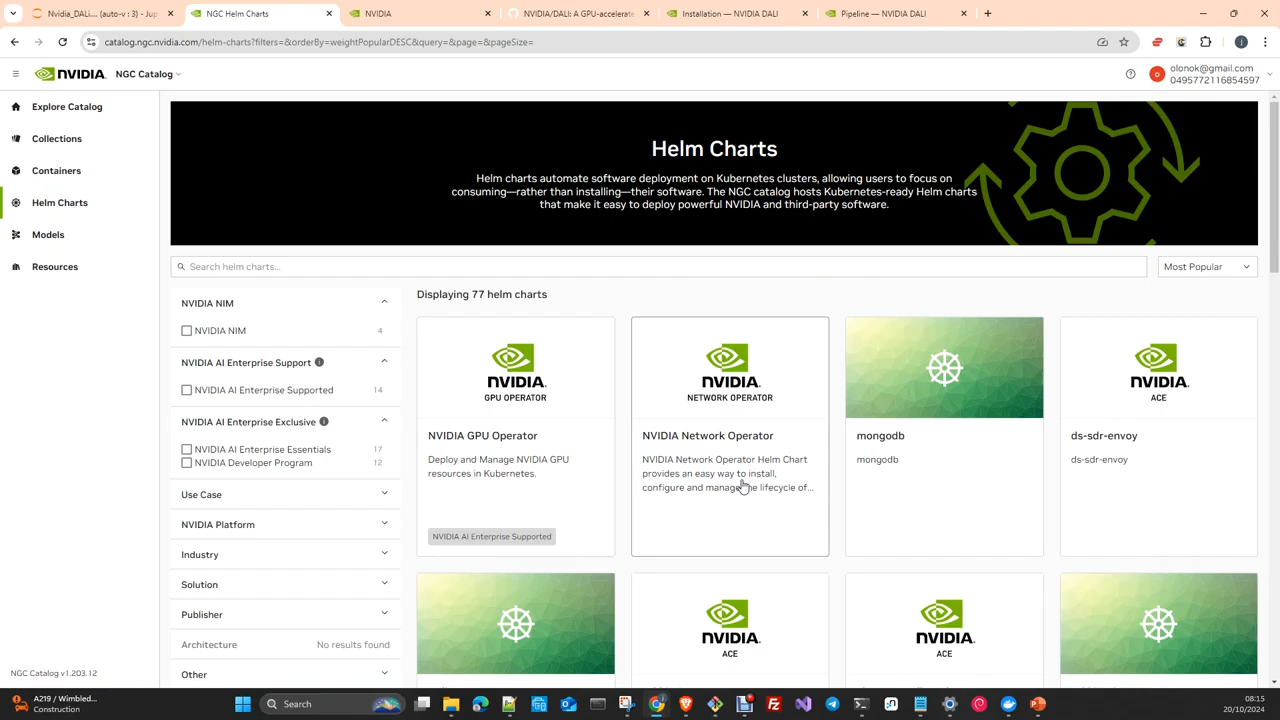 Nvidia_DALi... (auto-v : 3) - Jup
NGC Helm Charts
NVIDIA
NVIDIA/DALI: A GPU-accelerate
Installation — NVIDIA DALI
Pipeline — NVIDIA DALI
catalog.ngc.nvidia.com/helm-charts?filters=&orderBy=weightPopularDESC&query=&page=&pageSize=
NVIDIA.
NGC Catalog
olonok@gmail.com
0495772116854597
Explore Catalog
Collections
Containers
Helm Charts
Models
Resources
Helm Charts
Helm charts automate software deployment on Kubernetes clusters, allowing users to focus on
consuming—rather than installing—their software. The NGC catalog hosts Kubernetes-ready Helm charts
that make it easy to deploy powerful NVIDIA and third-party software.
Search helm charts...
Most Popular
NVIDIA NIM
NVIDIA NIM 4
NVIDIA AI Enterprise Support
NVIDIA AI Enterprise Supported 14
NVIDIA AI Enterprise Exclusive
NVIDIA AI Enterprise Essentials 17
NVIDIA Developer Program 12
Use Case
NVIDIA Platform
Industry
Solution
Publisher
Architecture No results found
Other
Displaying 77 helm charts
NVIDIA.
GPU OPERATOR
NVIDIA GPU Operator
Deploy and Manage NVIDIA GPU
resources in Kubernetes.
NVIDIA AI Enterprise Supported
NVIDIA.
NETWORK OPERATOR
NVIDIA Network Operator
NVIDIA Network Operator Helm Chart
provides an easy way to install,
configure and manage the lifecycle of...
mongodb
mongodb
NVIDIA.
ACE
ds-sdr-envoy
ds-sdr-envoy
NVIDIA.
ACE
NVIDIA.
ACE
NGC Catalog v1.203.12
A219 / Wimbled...
Construction
Search
08:15
20/10/2024